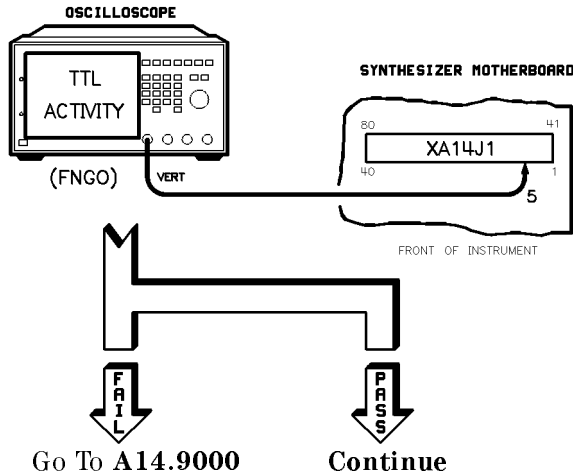 OSCILLOSCOPE
TTL
ACTIVITY
(FNGO)
VERT
SYNTHESIZER MOTHERBOARD
80
41
XA14J1
40
1
5
FRONT OF INSTRUMENT
FAIL
PASS
Go To A14.9000
Continue